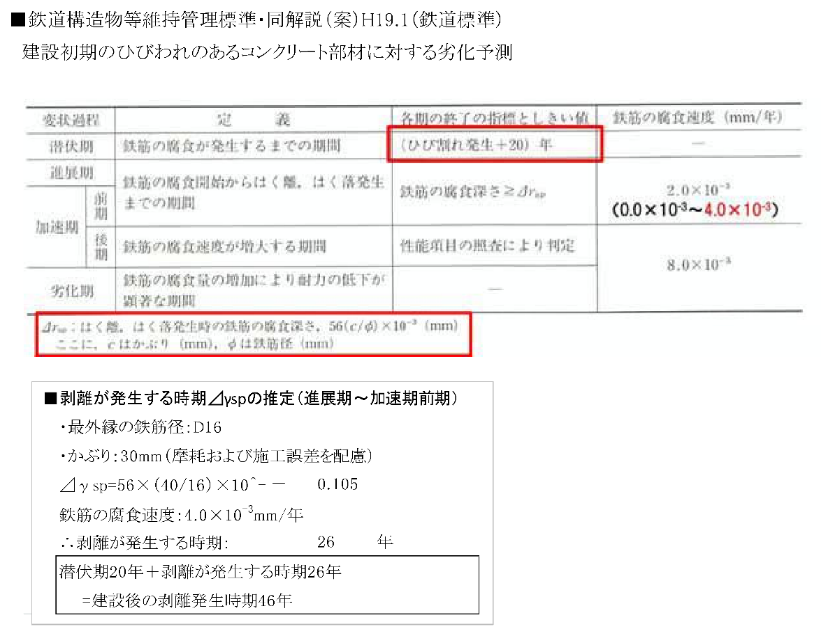 ■鉄道構造物等維持管理標準・同解説(案)H19.1(鉄道標準)
建設初期のひびわれのあるコンクリート部材に対する劣化予測
変状過程 定義 各期の終了の指標としきい値 鉄筋の腐食速度(mm/年)
潜伏期 鉄筋の腐食が発生するまでの期間 (ひび割れ発生+20)年 —
進展期 鉄筋の腐食開始からはく離,はく落発生
までの期間 鉄筋の腐食深さ≧Δrsp 2.0×10⁻³
(0.0×10⁻³~4.0×10⁻³)
加速期 前期
後期 鉄筋の腐食速度が増大する期間 性能項目の照査により判定 8.0×10⁻³
劣化期 鉄筋の腐食量の増加により耐力の低下が
顕著な期間 —
Δrsp:はく離,はく落発生時の鉄筋の腐食深さ,56(c/φ)×10⁻³(mm)
ここに,cはかぶり(mm),φは鉄筋径(mm)
■剥離が発生する時期⊿γspの推定(進展期~加速期前期)
・最外縁の鉄筋径:D16
・かぶり:30mm(摩耗および施工誤差を配慮)
⊿γsp=56×(40/16)×10^-— 0.105
鉄筋の腐食速度:4.0×10⁻³mm/年
∴剥離が発生する時期: 26 年
潜伏期20年+剥離が発生する時期26年
=建設後の剥離発生時期46年